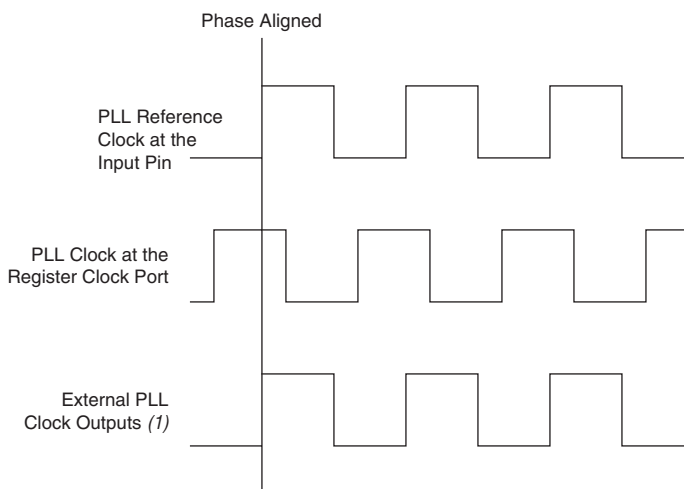 Phase Aligned
PLL Reference
Clock at the
Input Pin
PLL Clock at the
Register Clock Port
External PLL
Clock Outputs (1)